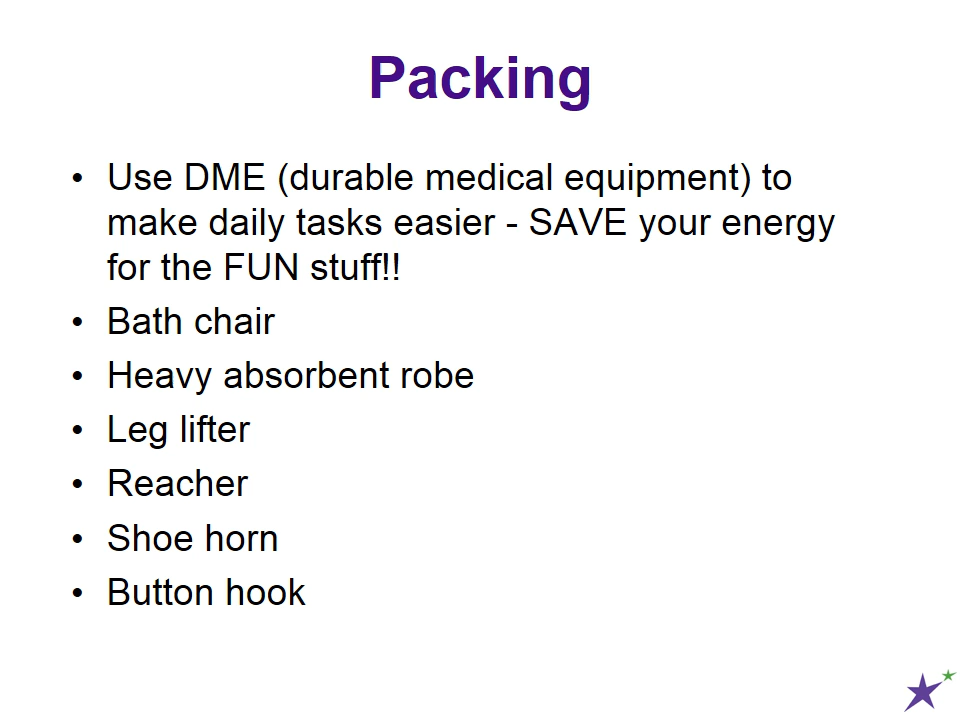 Packing
• Use DME (durable medical equipment) to
make daily tasks easier - SAVE your energy
for the FUN stuff!!
• Bath chair
• Heavy absorbent robe
• Leg lifter
• Reacher
• Shoe horn
• Button hook